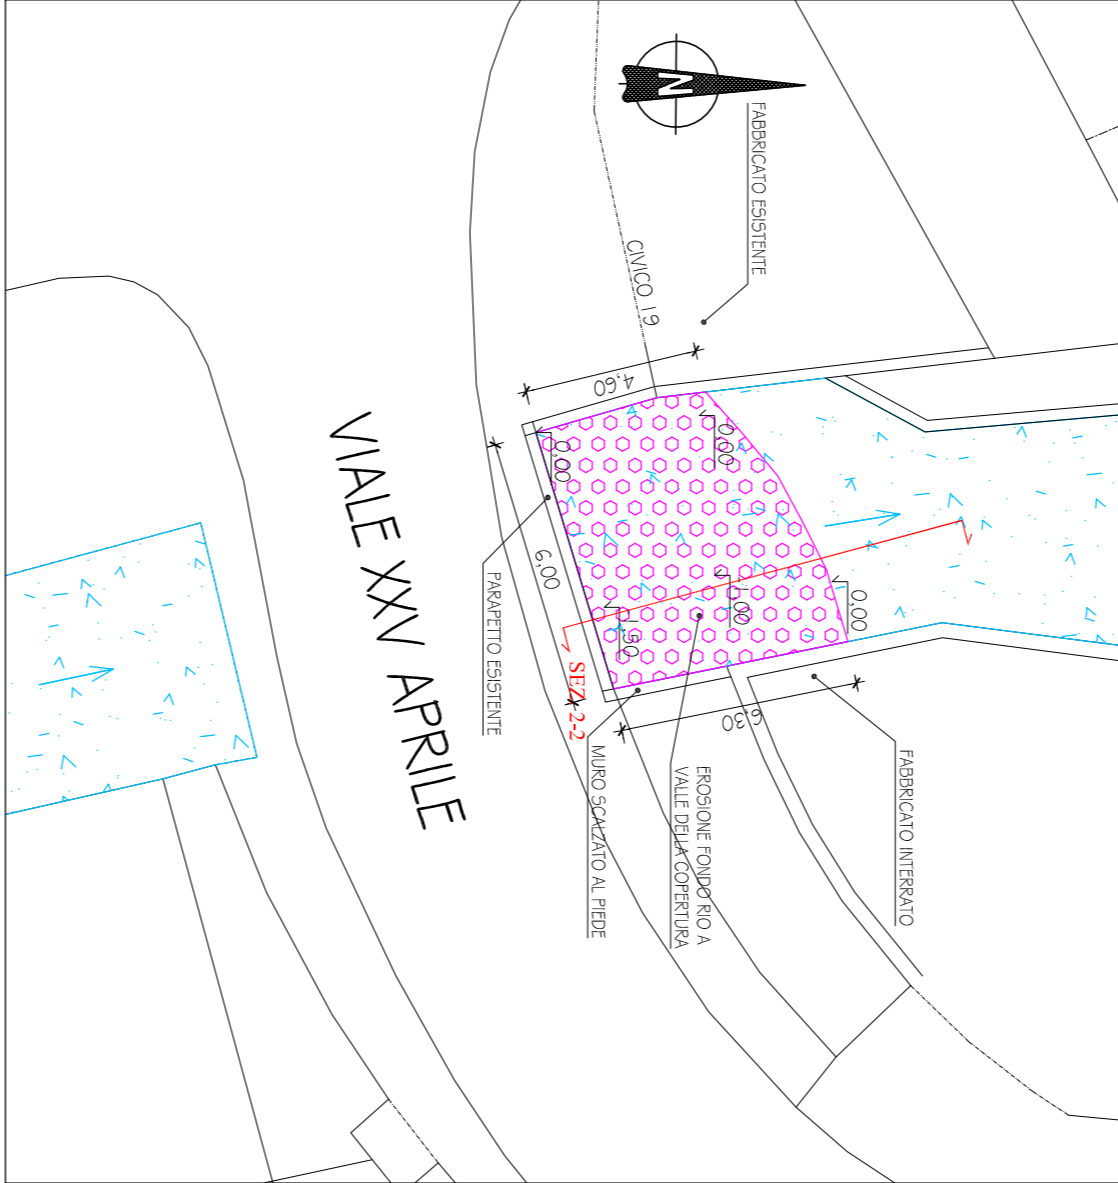 N
FABBRICATO ESISTENTE
CIVICO 19
4,60
0,00
0,00
0,00
1,00
1,50
6,00
6,30
VIALE XXV APRILE
PARAPETTO ESISTENTE
SEZ 2-2
MURO SCALZATO AL PIEDE
EROSIONE FONDO RIO A
VALLE DELLA COPERTURA
FABBRICATO INTERRATO